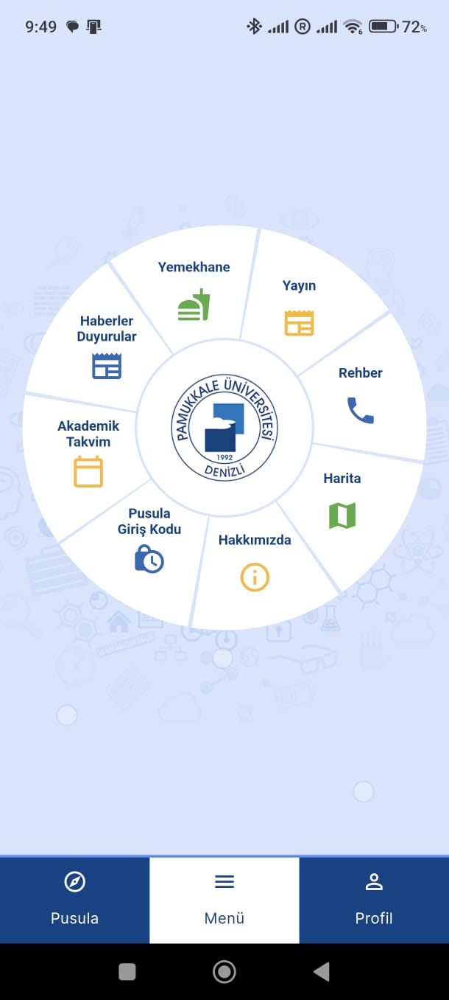 9:49
72%
Yemekhane
Yayın
Haberler
Duyurular
Rehber
PAMUKKALE ÜNİVERSİTESİ
1992
DENİZLİ
Akademik
Takvim
Harita
Pusula
Giriş Kodu
Hakkımızda
Pusula
Menü
Profil